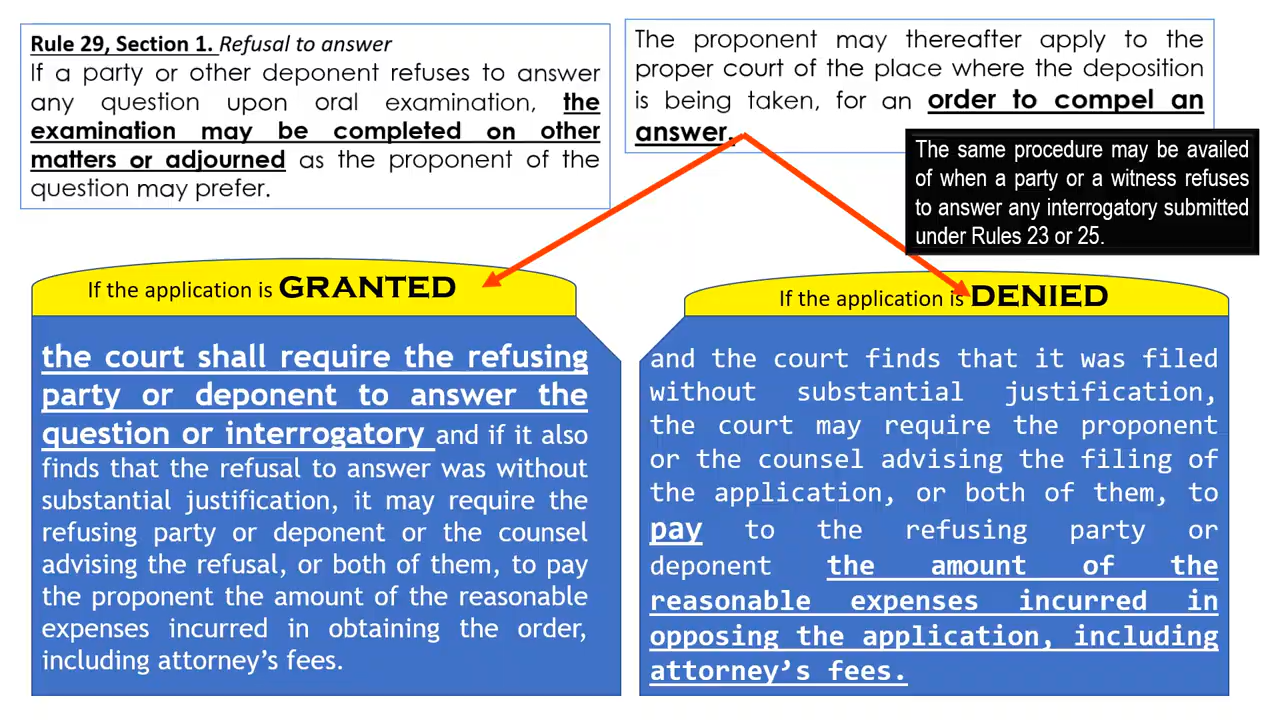 Rule 29, Section 1. Refusal to answer
If a party or other deponent refuses to answer
any question upon oral examination, the
examination may be completed on other
matters or adjourned as the proponent of the
question may prefer.
The proponent may thereafter apply to the
proper court of the place where the deposition
is being taken, for an order to compel an
answer.
The same procedure may be availed
of when a party or a witness refuses
to answer any interrogatory submitted
under Rules 23 or 25.
If the application is GRANTED
the court shall require the refusing
party or deponent to answer the
question or interrogatory and if it also
finds that the refusal to answer was without
substantial justification, it may require the
refusing party or deponent or the counsel
advising the refusal, or both of them, to pay
the proponent the amount of the reasonable
expenses incurred in obtaining the order,
including attorney's fees.
If the application is DENIED
and the court finds that it was filed
without substantial justification,
the court may require the proponent
or the counsel advising the filing of
the application, or both of them, to
pay to the refusing party or
deponent the amount of the
reasonable expenses incurred in
opposing the application, including
attorney's fees.